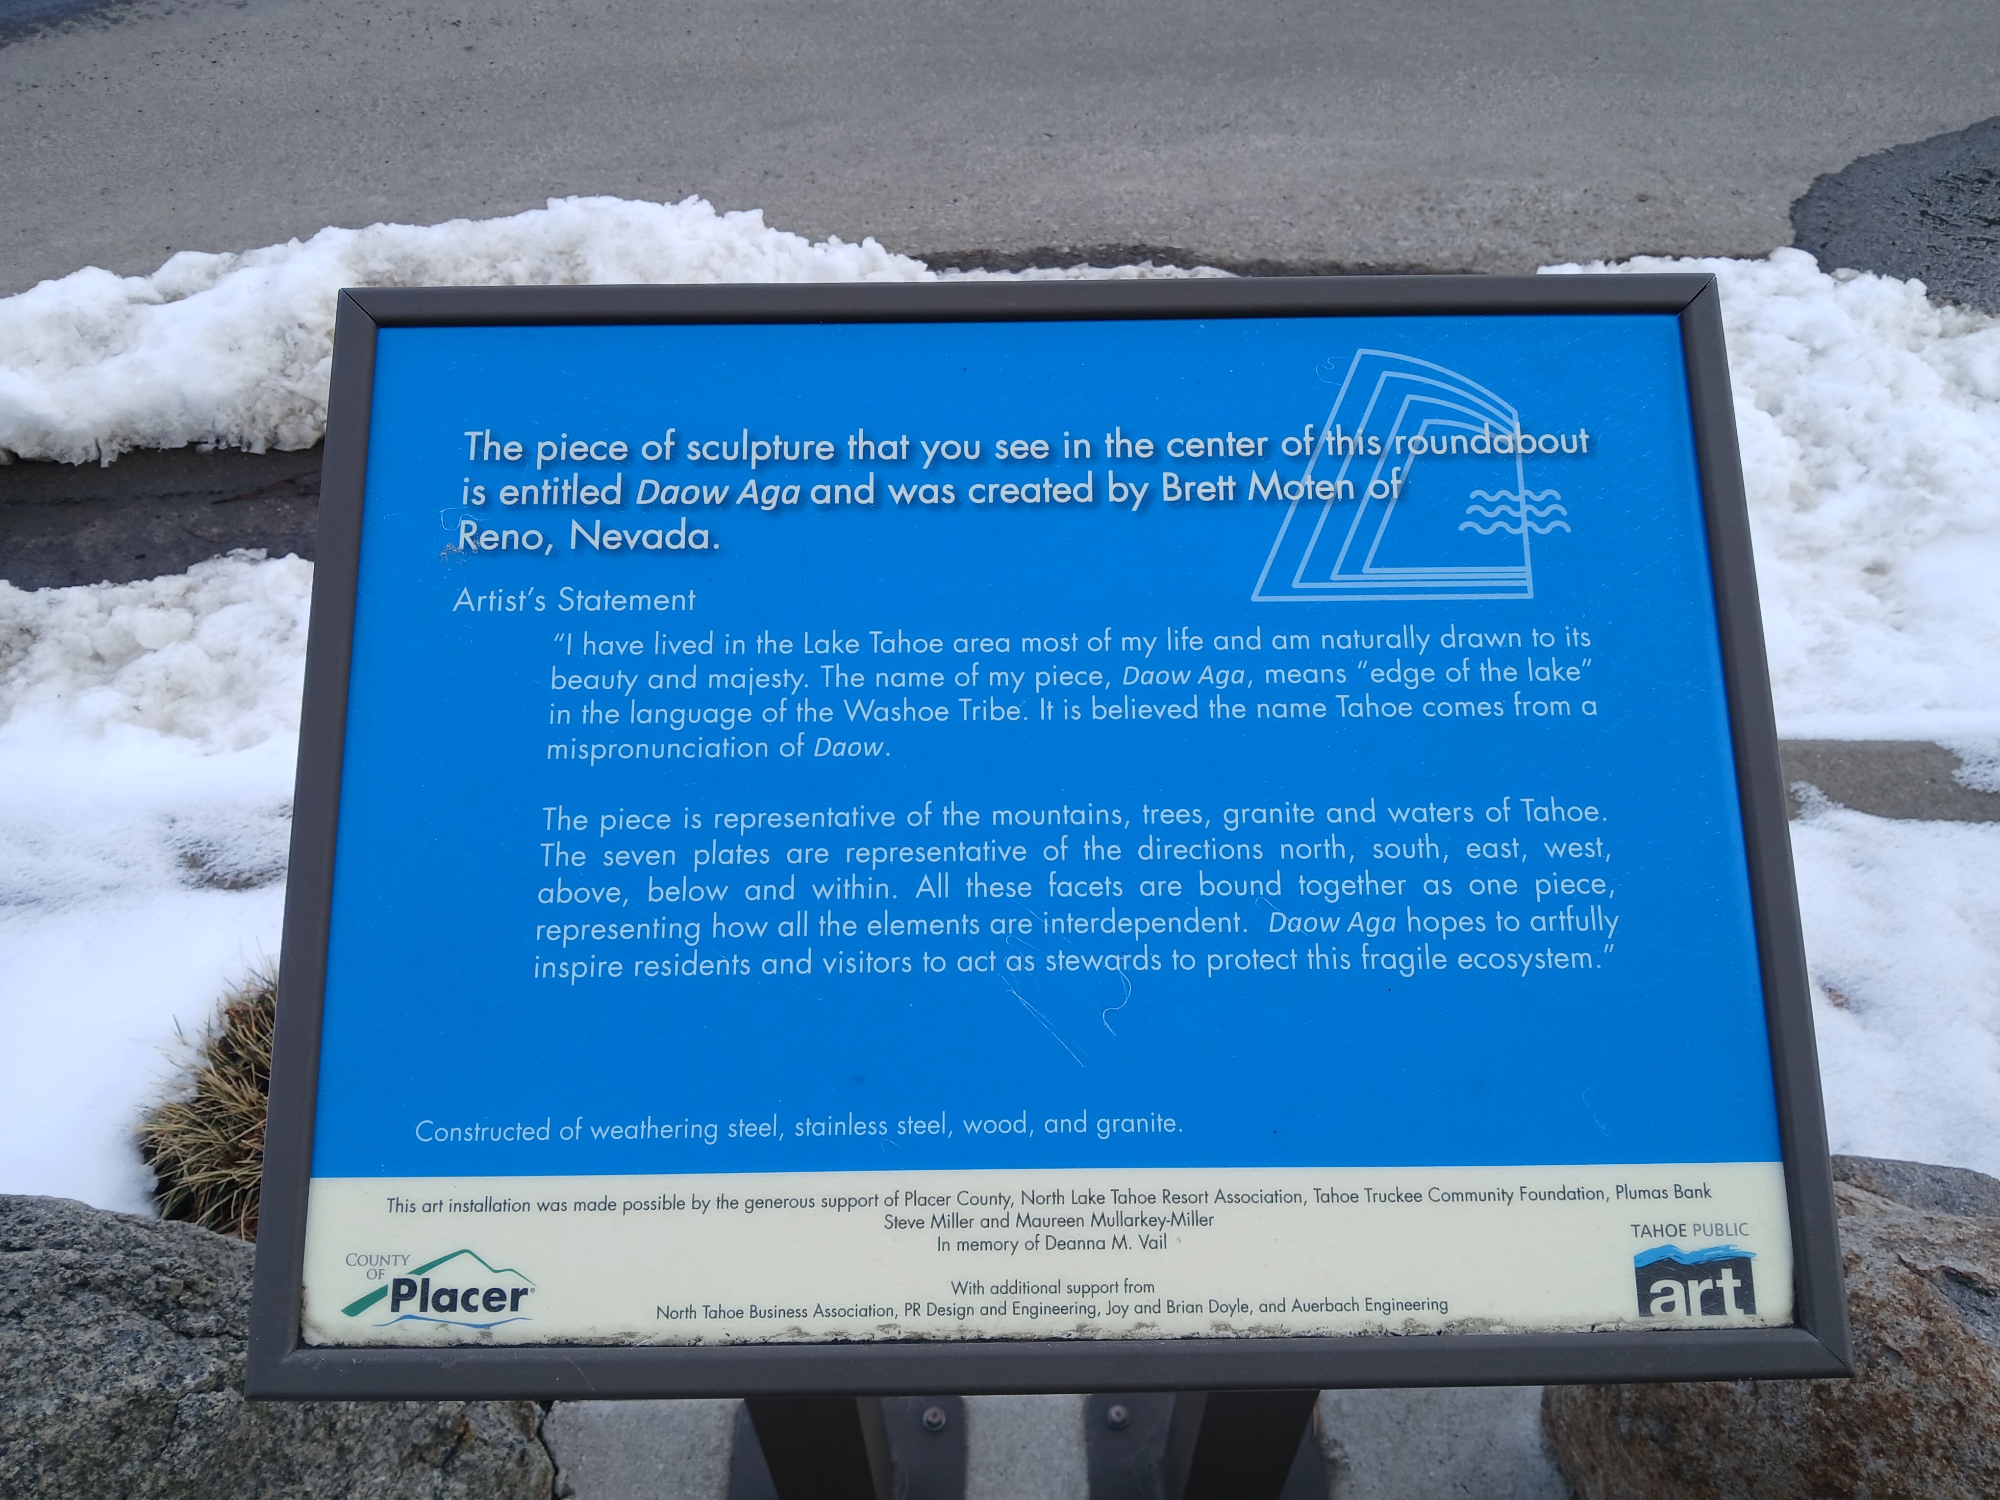 The piece of sculpture that you see in the center of this roundabout
is entitled Daow Aga and was created by Brett Moten of
Reno, Nevada.
Artist's Statement
“I have lived in the Lake Tahoe area most of my life and am naturally drawn to its
beauty and majesty. The name of my piece, Daow Aga, means “edge of the lake”
in the language of the Washoe Tribe. It is believed the name Tahoe comes from a
mispronunciation of Daow.
The piece is representative of the mountains, trees, granite and waters of Tahoe.
The seven plates are representative of the directions north, south, east, west,
above, below and within. All these facets are bound together as one piece,
representing how all the elements are interdependent. Daow Aga hopes to artfully
inspire residents and visitors to act as stewards to protect this fragile ecosystem.”
Constructed of weathering steel, stainless steel, wood, and granite.
This art installation was made possible by the generous support of Placer County, North Lake Tahoe Resort Association, Tahoe Truckee Community Foundation, Plumas Bank
Steve Miller and Maureen Mullarkey-Miller
In memory of Deanna M. Vail
With additional support from
North Tahoe Business Association, PR Design and Engineering, Joy and Brian Doyle, and Auerbach Engineering
COUNTY
OF
Placer®
TAHOE PUBLIC
art